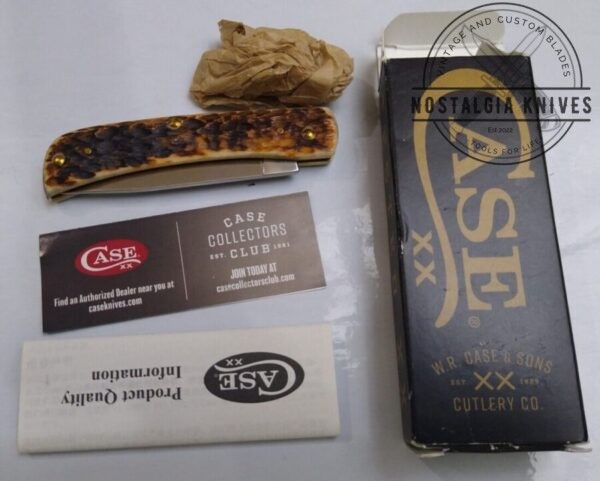 VINTAGE AND CUSTOM BLADES
NOSTALGIA KNIVES
Est 2022
TOOLS FOR LIFE
CASE
XX
®
W.R. CASE & SONS
EST XX 1889
CUTLERY CO.
CASE
XX
Find an Authorized Dealer near you at
caseknives.com
CASE
COLLECTORS
EST. CLUB 1981
JOIN TODAY AT
casecollectorsclub.com
CASE
XX
Product Quality
Information